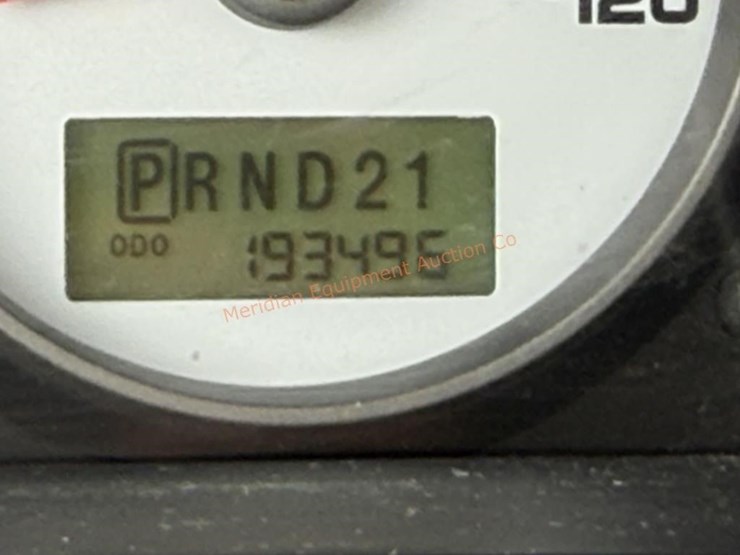 120
PRND21
ODO 193495
Meridian Equipment Auction Co